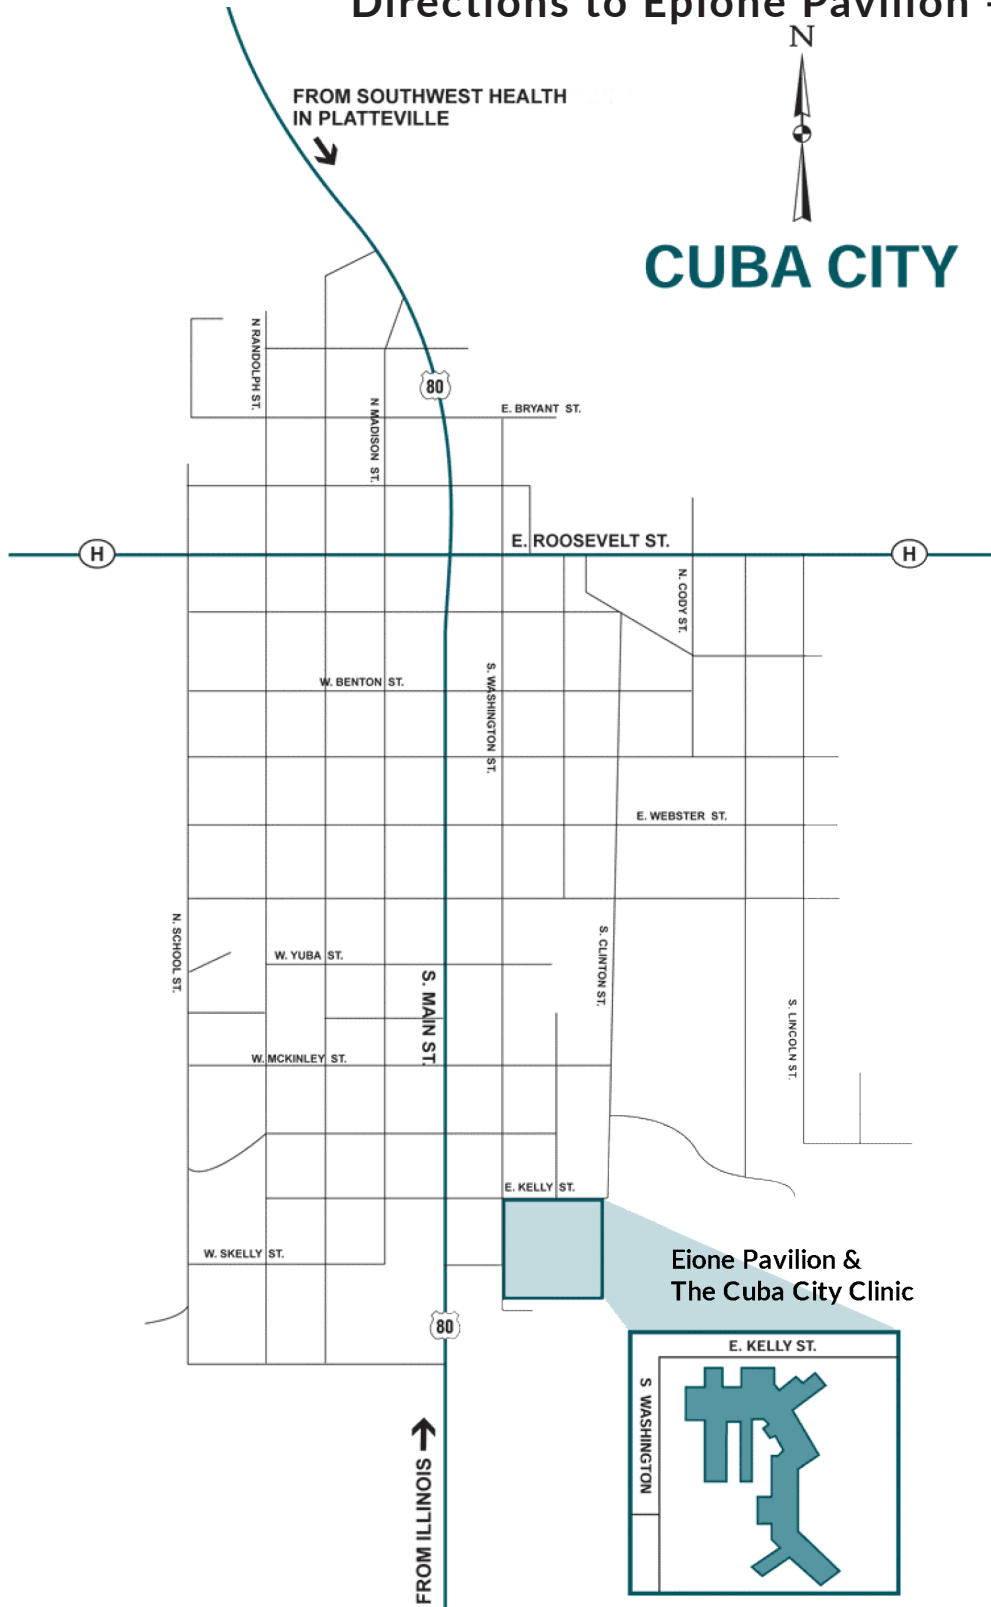 Directions to Epione Pavilion -
N
FROM SOUTHWEST HEALTH
IN PLATTEVILLE
CUBA CITY
N RANDOLPH ST.
80
N MADISON ST.
E. BRYANT ST.
E. ROOSEVELT ST.
H
H
N. CODY ST.
W. BENTON ST.
S. WASHINGTON ST.
E. WEBSTER ST.
N. SCHOOL ST.
W. YUBA ST.
S. CLINTON ST.
S. MAIN ST.
S. LINCOLN ST.
W. MCKINLEY ST.
E. KELLY ST.
W. SKELLY ST.
Eione Pavilion &
The Cuba City Clinic
80
E. KELLY ST.
S WASHINGTON
FROM ILLINOIS